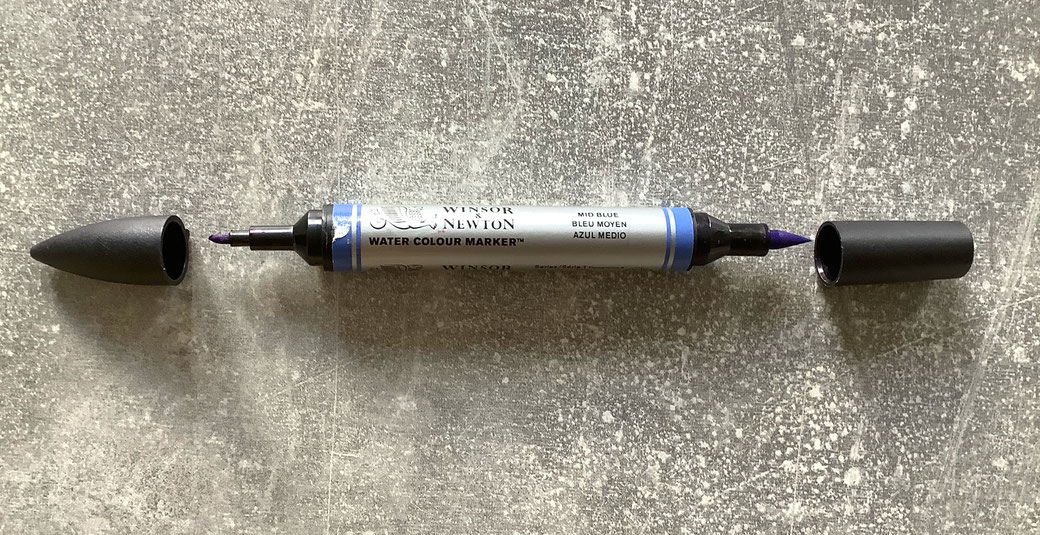 WINSOR
&
NEWTON
WATER COLOUR MARKER™
MID BLUE
BLEU MOYEN
AZUL MEDIO
WINSOR